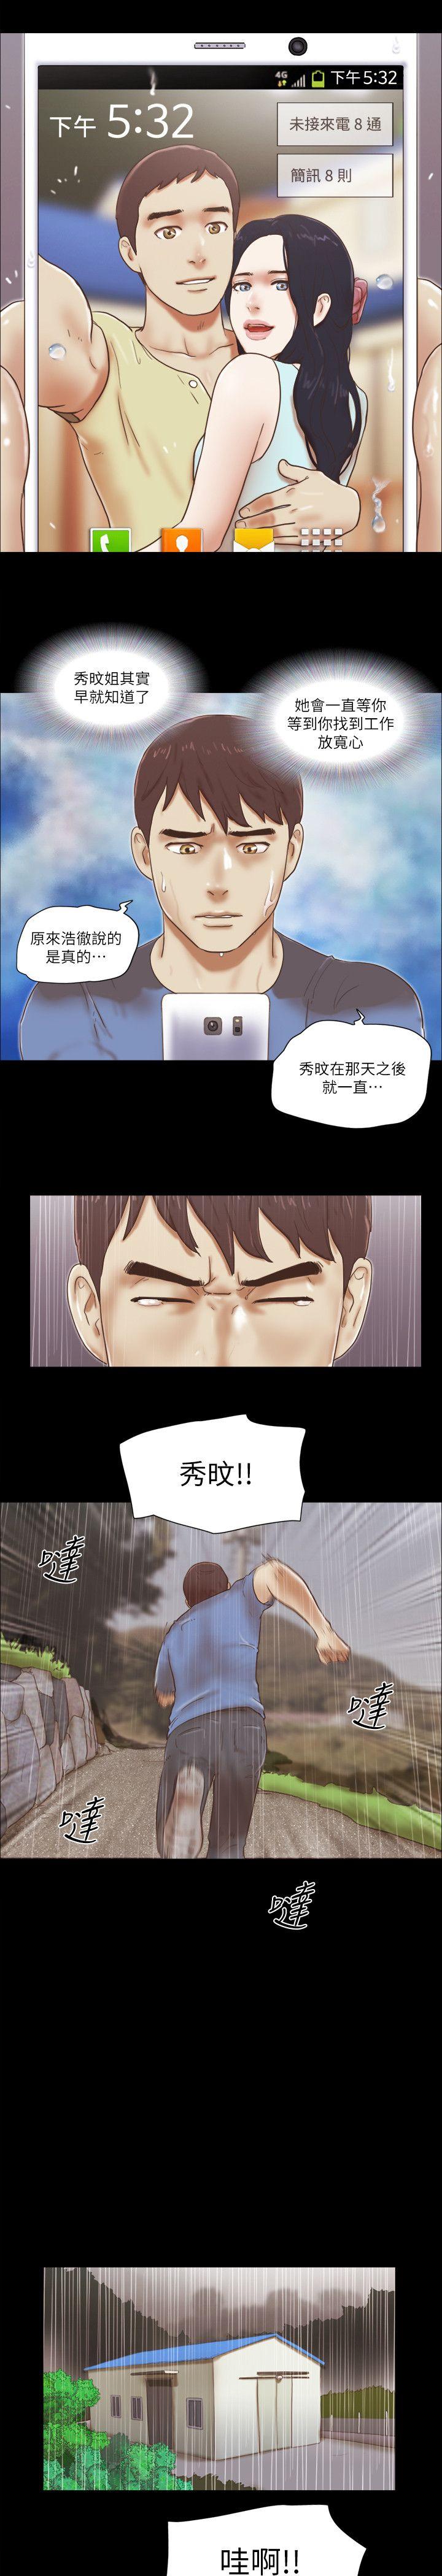 4G 下午 5:32
下午 5:32
未接來電 8 通
簡訊 8 則
秀旼姐其實
早就知道了
她會一直等你
等到你找到工作
放寬心
原來浩徹說的
是真的…
秀旼在那天之後
就一直…
秀旼!!
噠
噠
噠
噠
哇啊!!